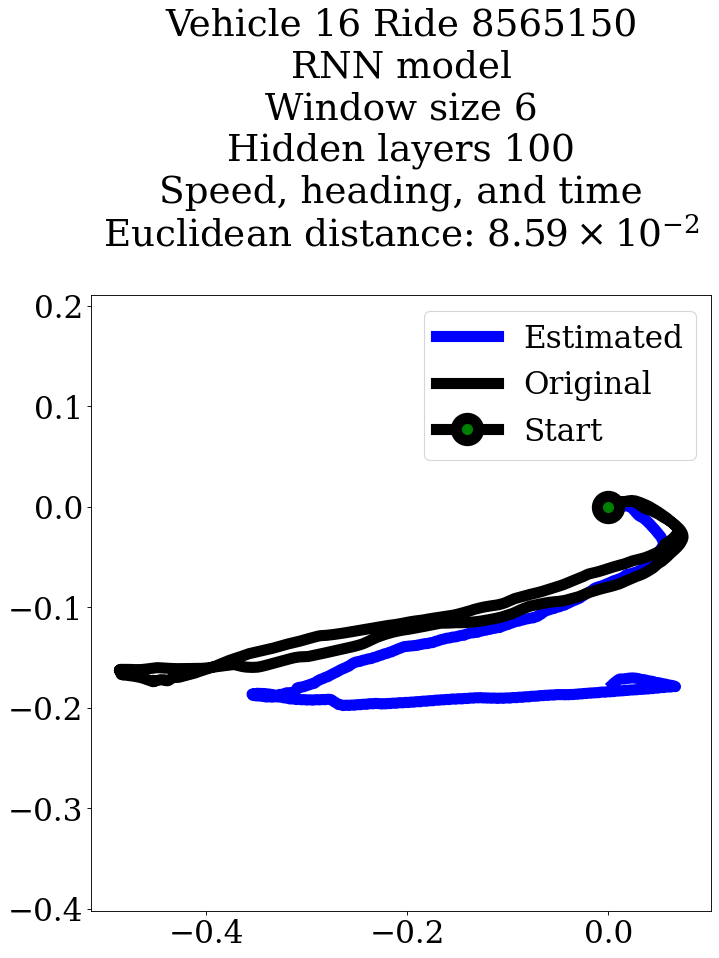 Vehicle 16 Ride 8565150
RNN model
Window size 6
Hidden layers 100
Speed, heading, and time
Euclidean distance: 8.59 × 10⁻²
0.2
0.1
0.0
−0.1
−0.2
−0.3
−0.4
Estimated
Original
Start
−0.4 −0.2 0.0